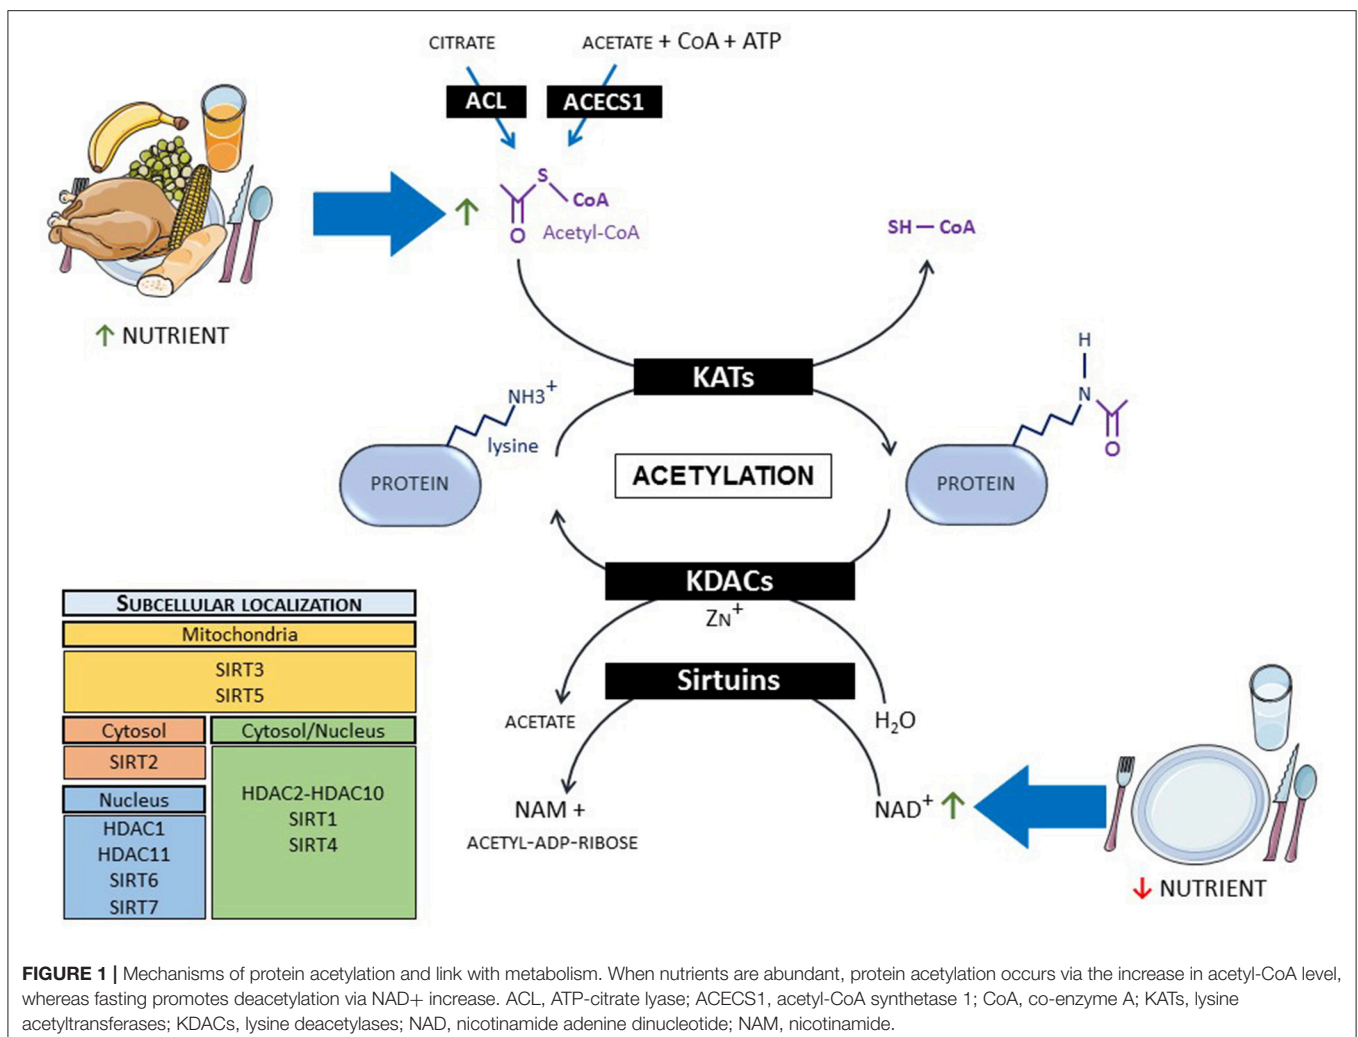 CITRATE
ACETATE + COA + ATP
ACL
ACECS1
S
CoA
O
Acetyl-CoA
SH — CoA
↑ NUTRIENT
KATs
NH3+
lysine
PROTEIN
ACETYLATION
H
N
O
PROTEIN
KDACs
ZN+
Sirtuins
ACETATE
H2O
NAM +
ACETYL-ADP-RIBOSE
NAD+ ↑
↓ NUTRIENT
SUBCELLULAR LOCALIZATION
Mitochondria
SIRT3
SIRT5
Cytosol
SIRT2
Nucleus
HDAC1
HDAC11
SIRT6
SIRT7
Cytosol/Nucleus
HDAC2-HDAC10
SIRT1
SIRT4
FIGURE 1 | Mechanisms of protein acetylation and link with metabolism. When nutrients are abundant, protein acetylation occurs via the increase in acetyl-CoA level,
whereas fasting promotes deacetylation via NAD+ increase. ACL, ATP-citrate lyase; ACECS1, acetyl-CoA synthetase 1; CoA, co-enzyme A; KATs, lysine
acetyltransferases; KDACs, lysine deacetylases; NAD, nicotinamide adenine dinucleotide; NAM, nicotinamide.